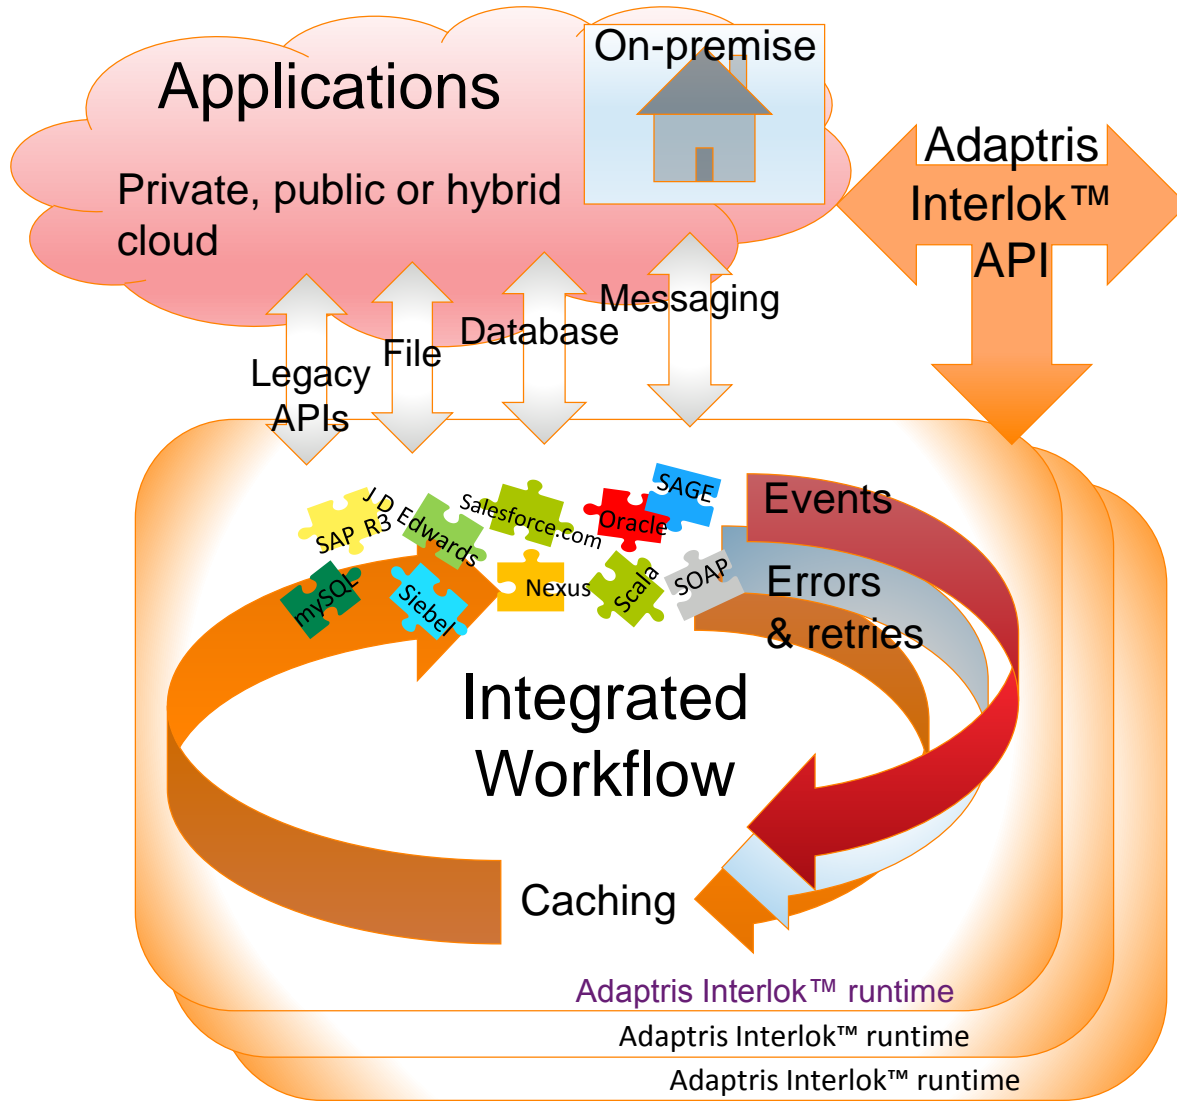 On-premise
Applications
Private, public or hybrid
cloud
Adaptris
Interlok™
API
Messaging
Database
File
Legacy
APIs
SAP R3
J D Edwards
Salesforce.com
Oracle
SAGE
mySQL
Siebel
Nexus
Scala
SOAP
Events
Errors
& retries
Integrated
Workflow
Caching
Adaptris Interlok™ runtime
Adaptris Interlok™ runtime
Adaptris Interlok™ runtime